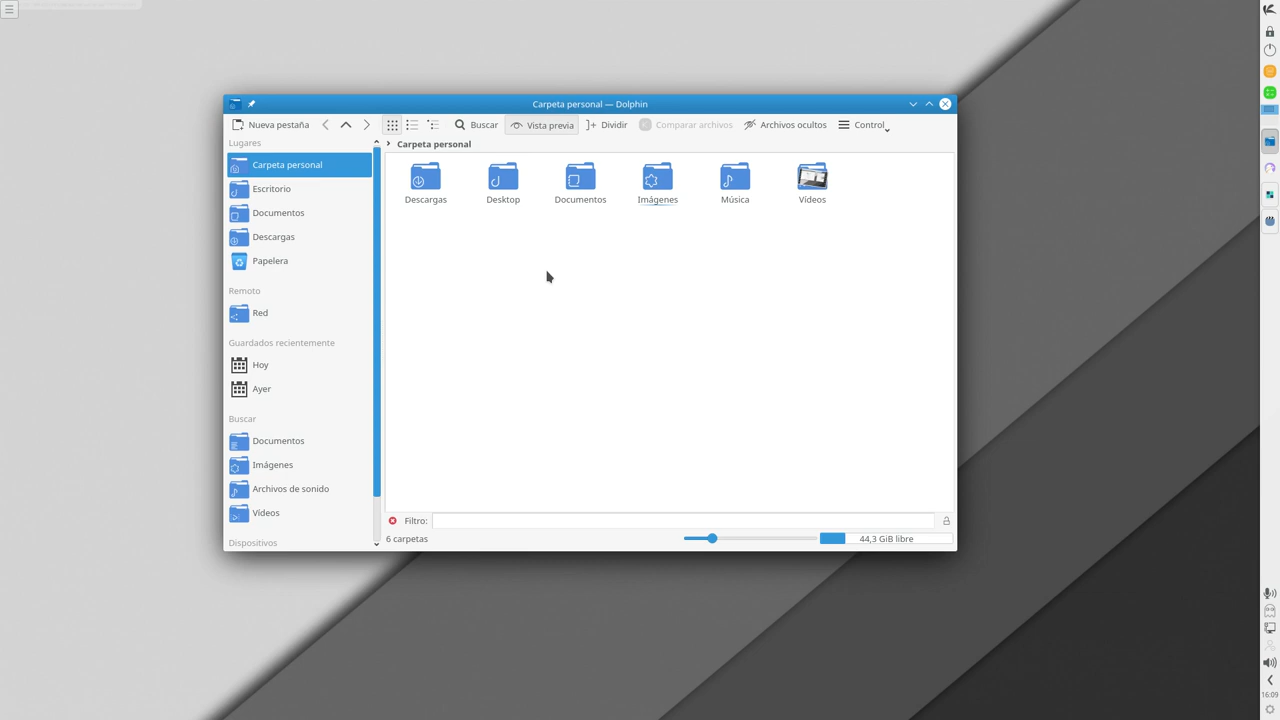 Carpeta personal — Dolphin
Nueva pestaña Buscar Vista previa Dividir Comparar archivos Archivos ocultos Control
Lugares
Carpeta personal
Escritorio
Documentos
Descargas
Papelera
Remoto
Red
Guardados recientemente
Hoy
Ayer
Buscar
Documentos
Imágenes
Archivos de sonido
Vídeos
Dispositivos
Carpeta personal
Descargas Desktop Documentos Imágenes Música Vídeos
Filtro:
6 carpetas 44,3 GiB libre
16:09